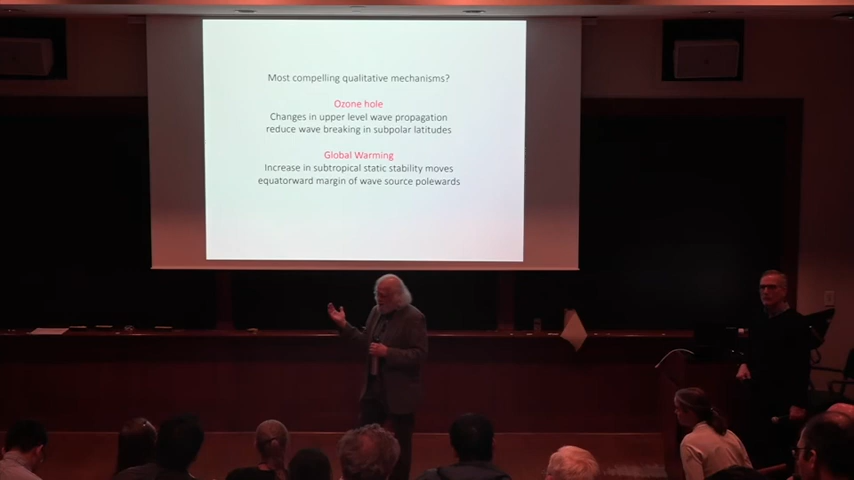 Most compelling qualitative mechanisms?
Ozone hole
Changes in upper level wave propagation
reduce wave breaking in subpolar latitudes
Global Warming
Increase in subtropical static stability moves
equatorward margin of wave source polewards